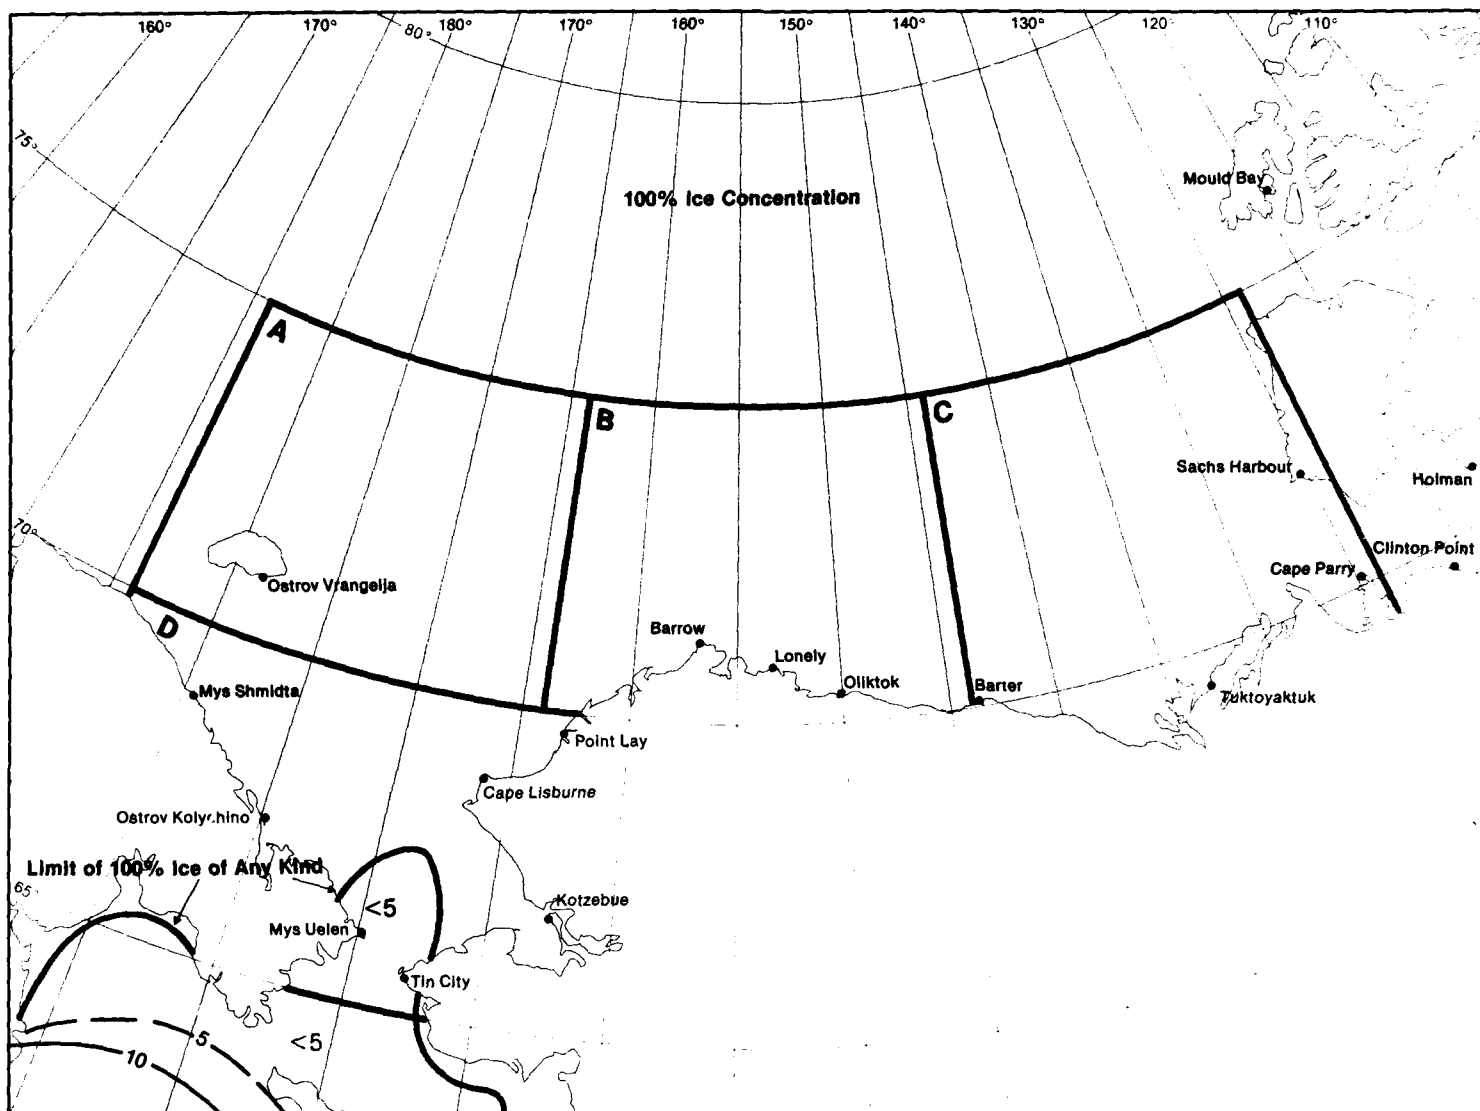 160°
170°
180°
170°
160°
150°
140°
130°
120°
110°
80°
75°
Mould Bay
100% Ice Concentration
A
B
C
Sachs Harbour
Holman
70°
Clinton Point
Cape Parry
Ostrov Vrangelja
D
Barrow
Lonely
Oliktok
Barter
Mys Shmidta
Tuktoyaktuk
Point Lay
Cape Lisburne
Ostrov
Limit of 100% Ice of Any Kind
65°
<5
Kotzebue
Mys Uelen
Tin City
5
<5
10